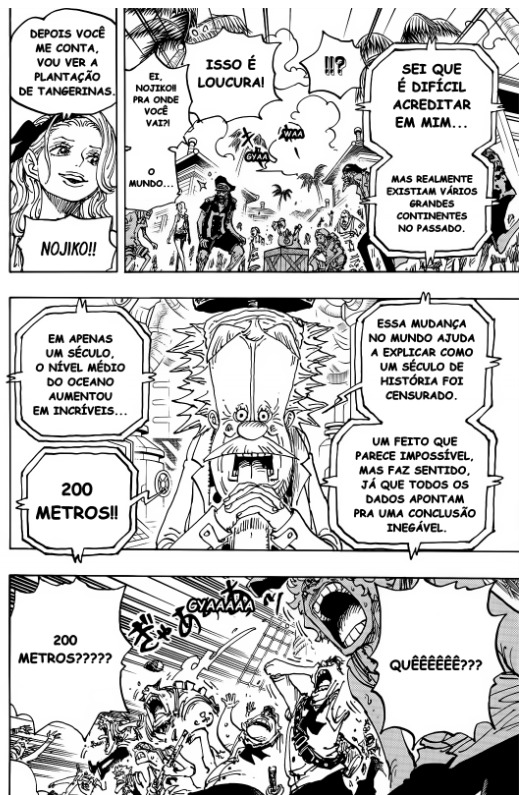 SEI QUE
É DIFÍCIL
ACREDITAR
EM MIM...
MAS REALMENTE
EXISTIAM VÁRIOS
GRANDES
CONTINENTES
NO PASSADO.
!!?
ISSO É
LOUCURA!
WAA
GYAA
EI,
NOJIKO!!
PRA ONDE
VOCÊ
VAI?!
O
MUNDO...
DEPOIS VOCÊ
ME CONTA,
VOU VER A
PLANTAÇÃO
DE TANGERINAS.
NOJIKO!!
ESSA MUDANÇA
NO MUNDO AJUDA
A EXPLICAR COMO
UM SÉCULO DE
HISTÓRIA FOI
CENSURADO.
UM FEITO QUE
PARECE IMPOSSÍVEL,
MAS FAZ SENTIDO,
JÁ QUE TODOS OS
DADOS APONTAM
PRA UMA CONCLUSÃO
INEGÁVEL.
EM APENAS
UM SÉCULO,
O NÍVEL MÉDIO
DO OCEANO
AUMENTOU
EM INCRÍVEIS...
200
METROS!!
QUÊÊÊÊÊÊ???
GYAAAAA
200
METROS?????